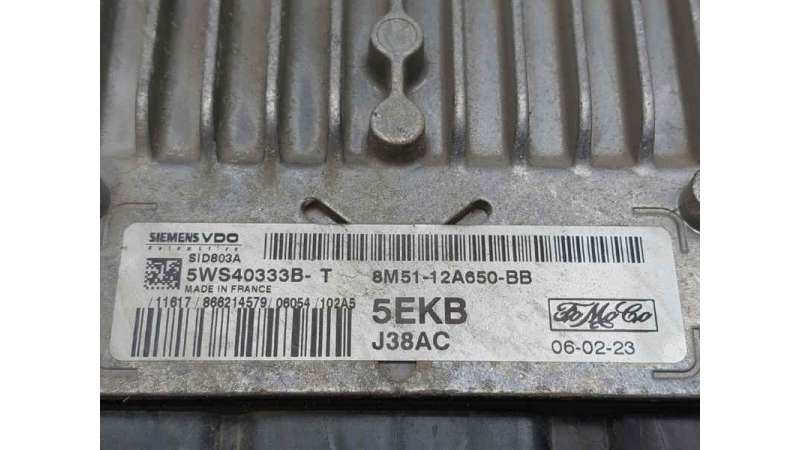 SIEMENS VDO
Automotive
SID803A
5WS40333B- T
MADE IN FRANCE
/11617/866214579/06054/102A5
8M51-12A650-BB
5EKB
J38AC
FoMoCo
06-02-23